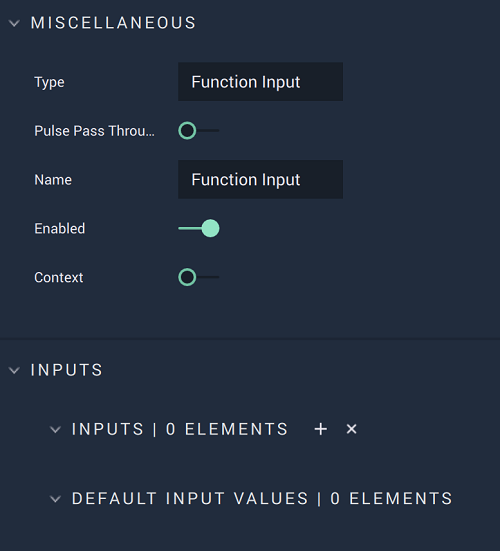 MISCELLANEOUS
Type Function Input
Pulse Pass Throu...
Name Function Input
Enabled
Context
INPUTS
INPUTS | 0 ELEMENTS
DEFAULT INPUT VALUES | 0 ELEMENTS